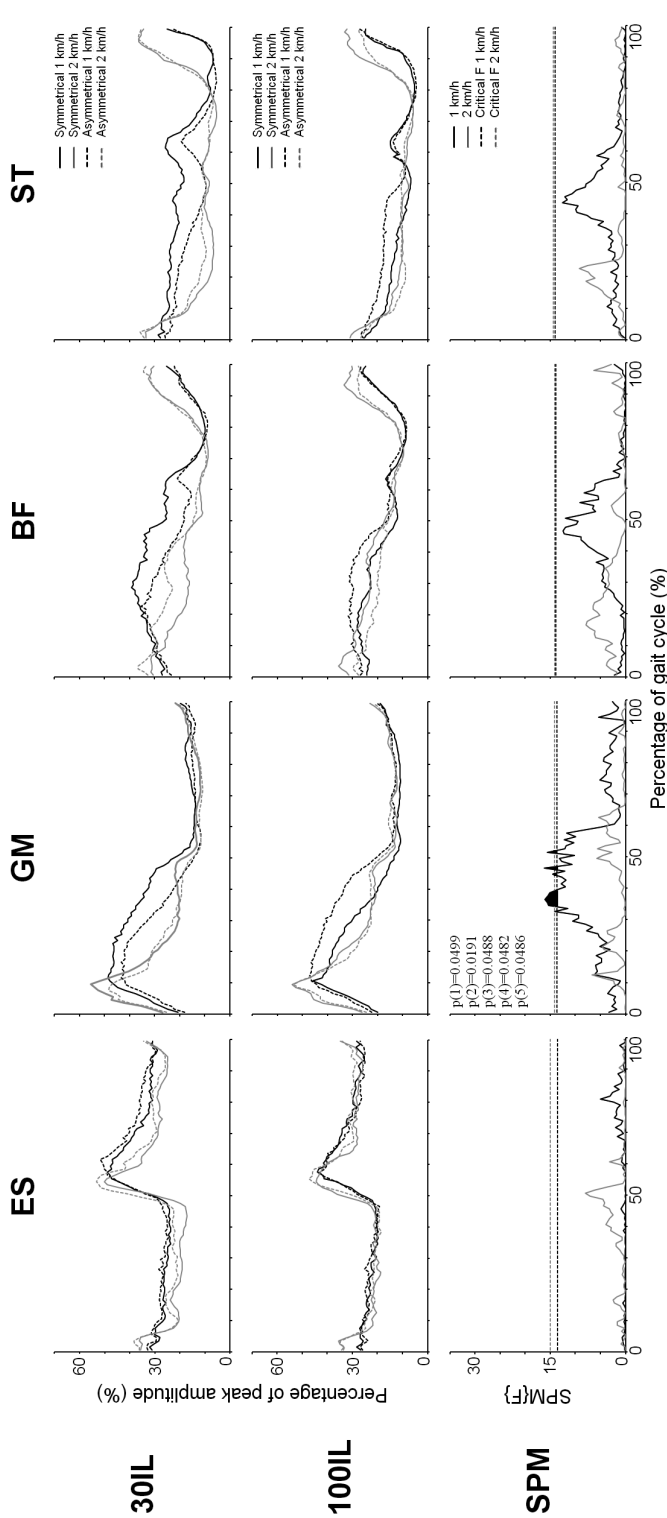 ES
GM
BF
ST
30IL
60
30
0
Symmetrical 1 km/h
Symmetrical 2 km/h
Asymmetrical 1 km/h
Asymmetrical 2 km/h
Percentage of peak amplitude (%)
100IL
60
30
0
Symmetrical 1 km/h
Symmetrical 2 km/h
Asymmetrical 1 km/h
Asymmetrical 2 km/h
SPM
SPM{F}
30
15
0
p(1)=0.0499
p(2)=0.0191
p(3)=0.0488
p(4)=0.0482
p(5)=0.0486
1 km/h
2 km/h
Critical F 1 km/h
Critical F 2 km/h
0 50 100
0 50 100
0 50 100
0 50 100
Percentage of gait cycle (%)